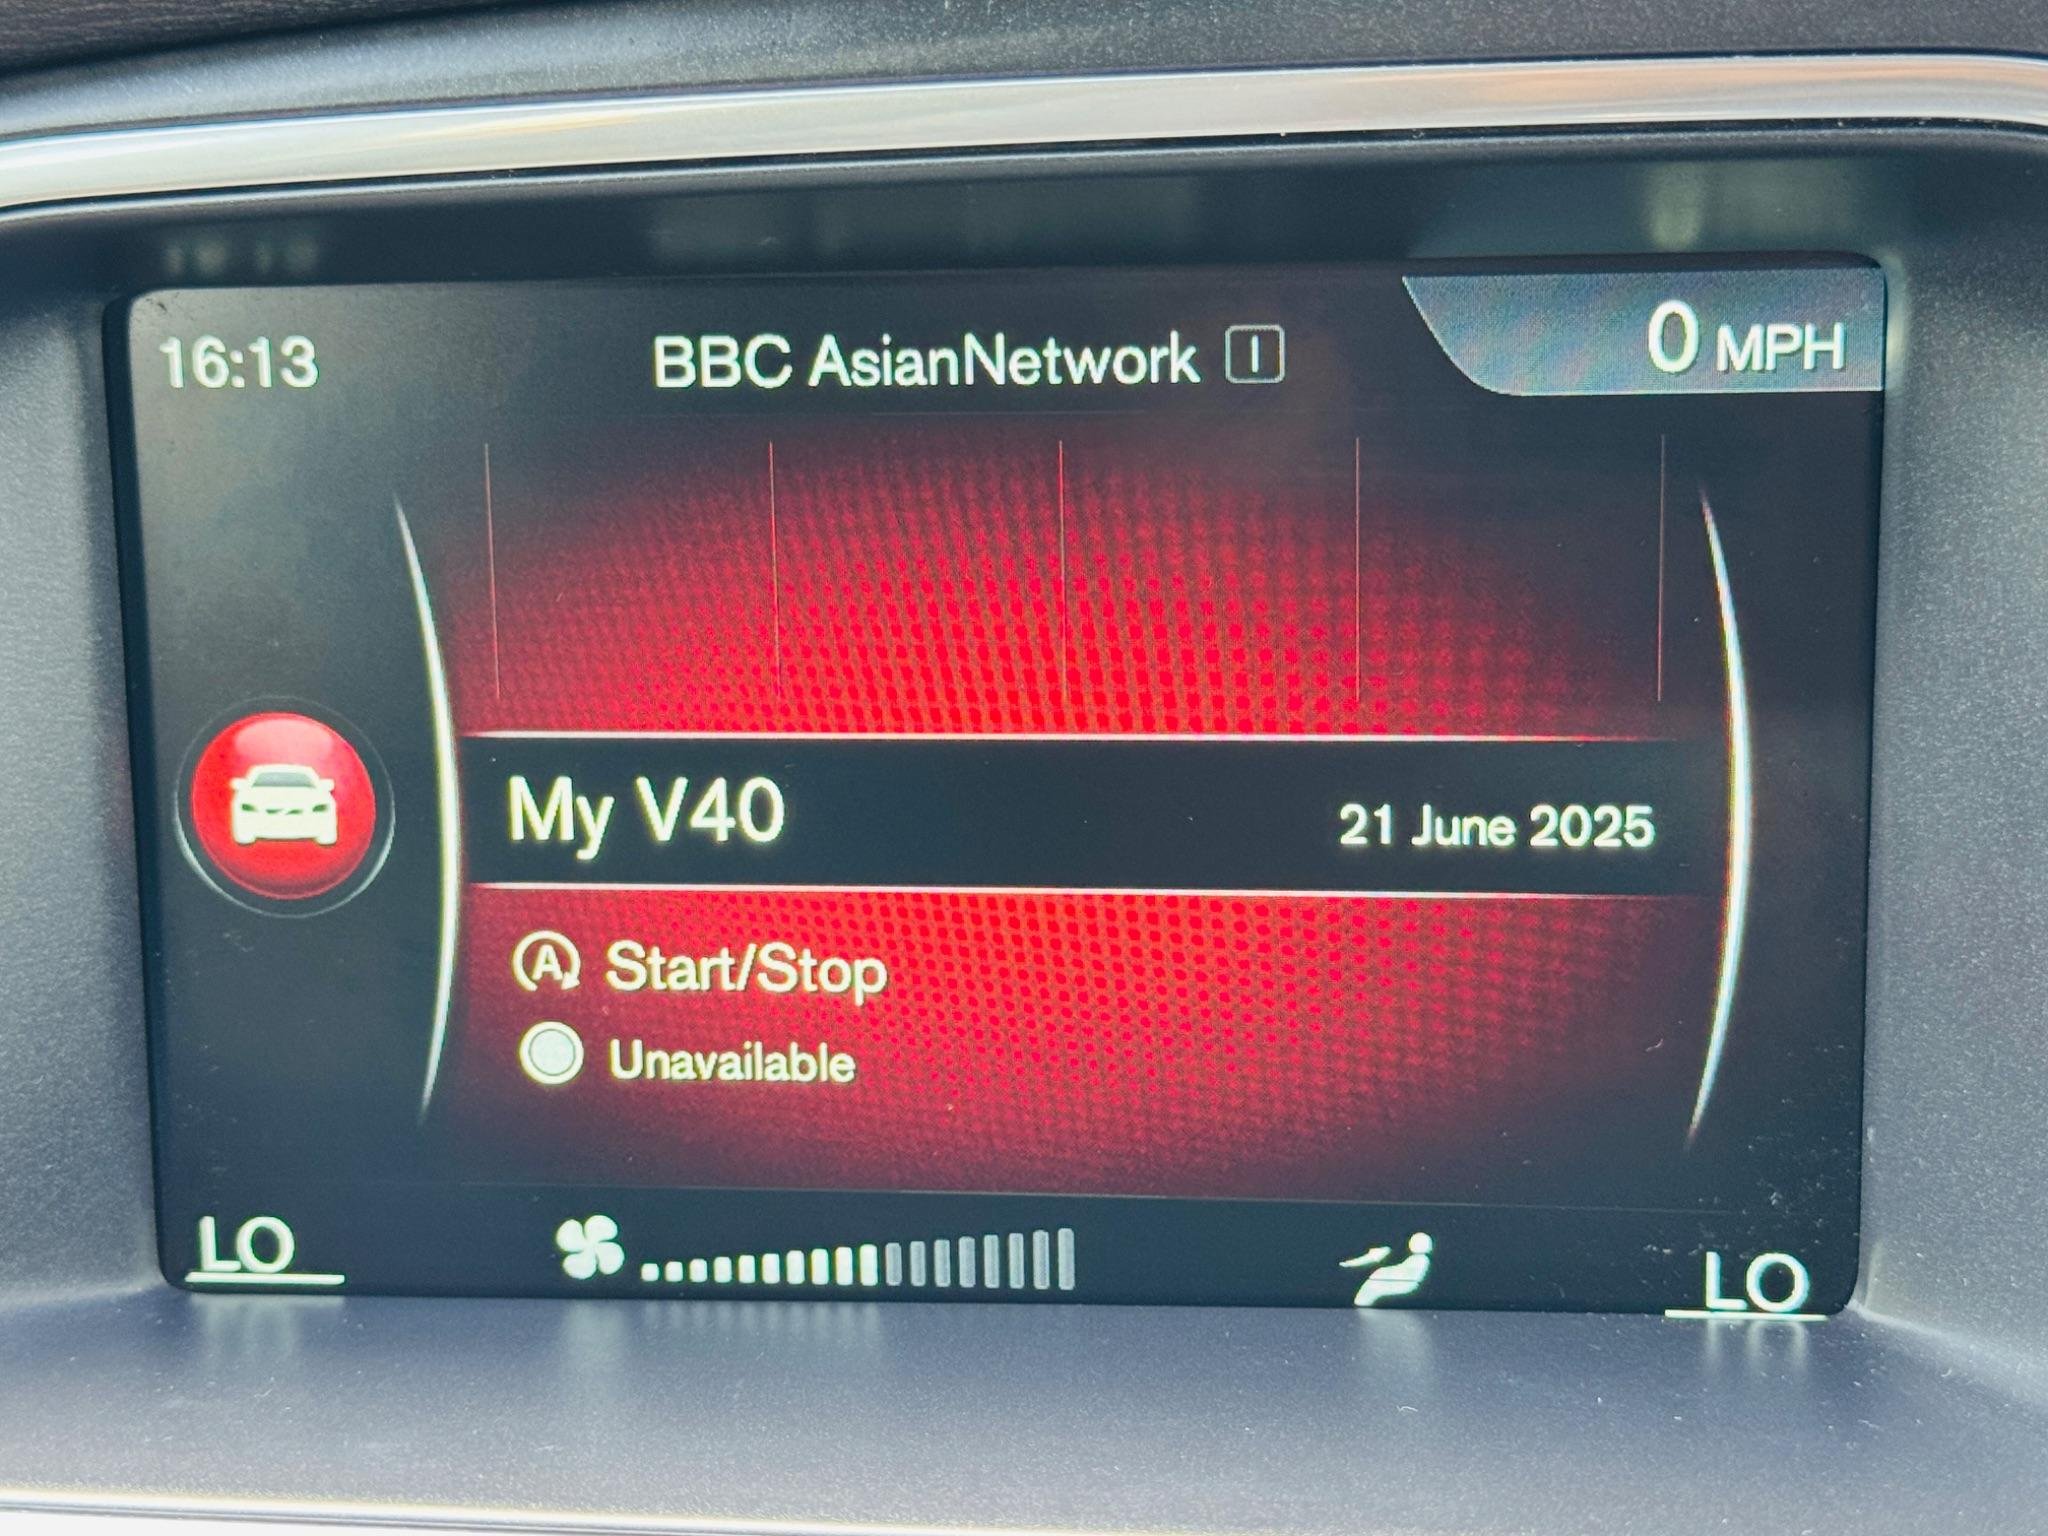 16:13
BBC AsianNetwork I
0 MPH
My V40
21 June 2025
A Start/Stop
Unavailable
LO
LO